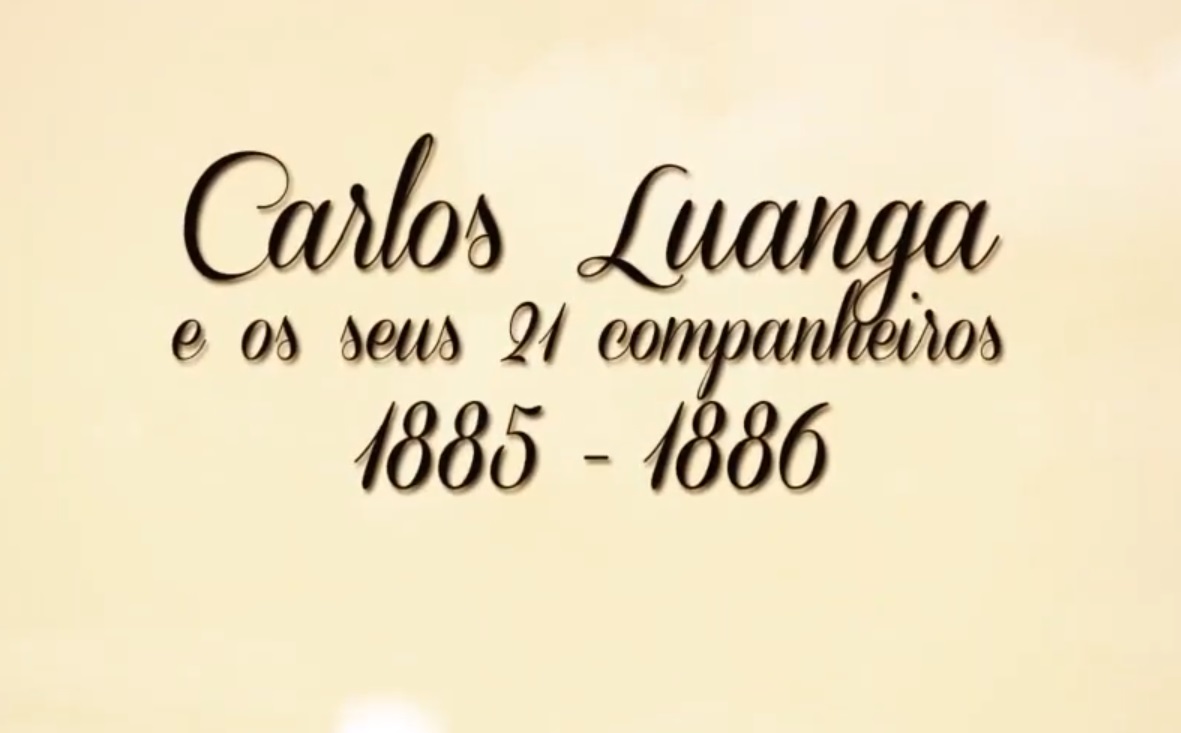 Carlos Luanga
e os seus 21 companheiros
1885 - 1886